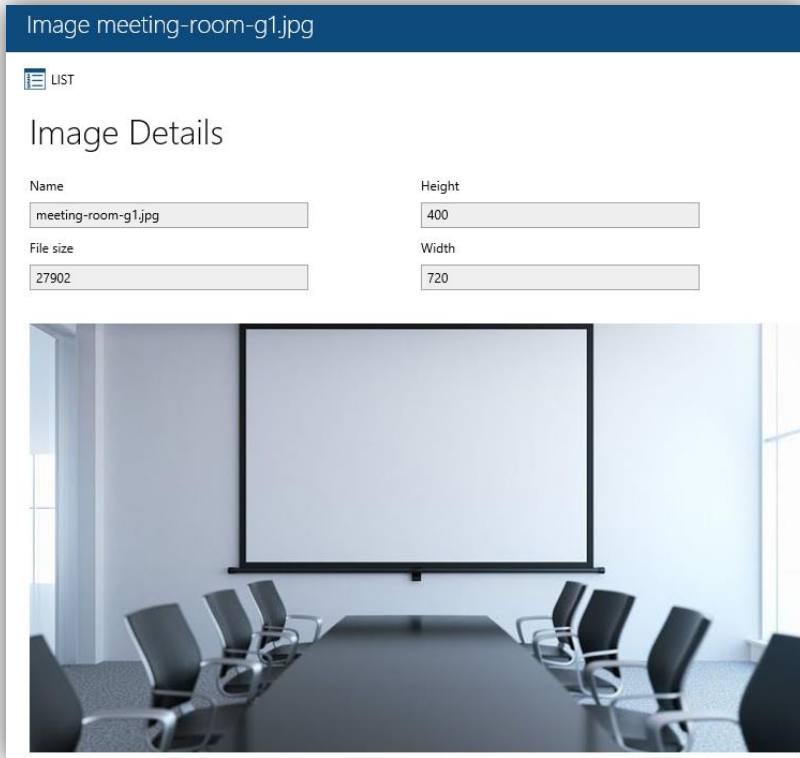 Image meeting-room-g1.jpg
LIST
Image Details
Name
meeting-room-g1.jpg
Height
400
File size
27902
Width
720